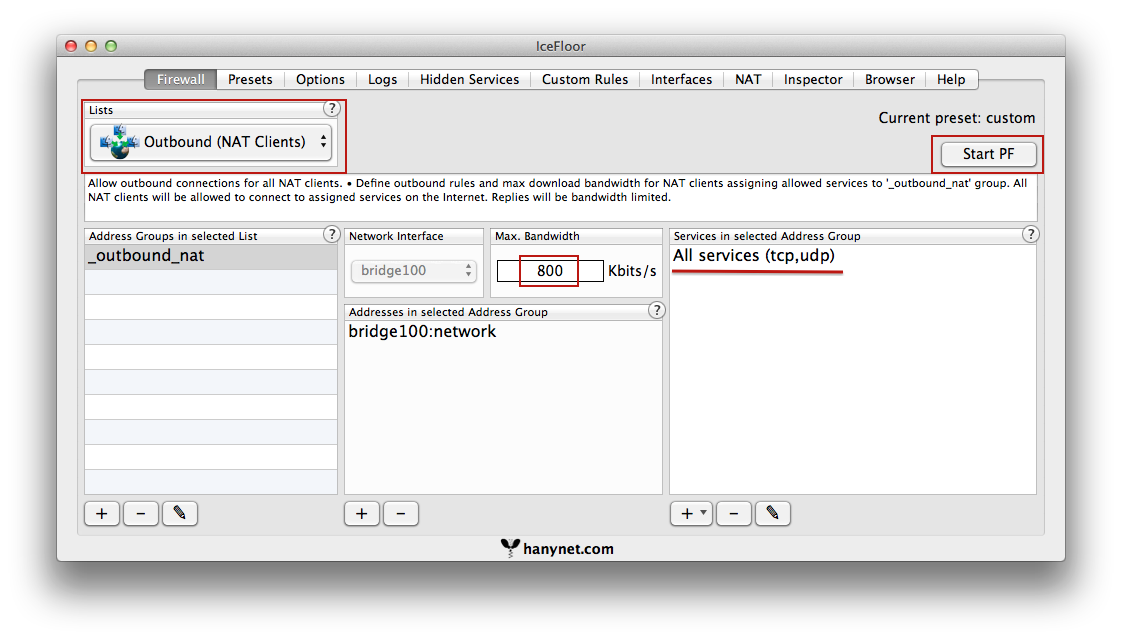 IceFloor
Firewall Presets Options Logs Hidden Services Custom Rules Interfaces NAT Inspector Browser Help
Lists ?
Outbound (NAT Clients)
Current preset: custom
Start PF
Allow outbound connections for all NAT clients. • Define outbound rules and max download bandwidth for NAT clients assigning allowed services to '_outbound_nat' group. All
NAT clients will be allowed to connect to assigned services on the Internet. Replies will be bandwidth limited.
Address Groups in selected List ?
_outbound_nat
Network Interface
bridge100
Max. Bandwidth
800 Kbits/s
Addresses in selected Address Group ?
bridge100:network
Services in selected Address Group ?
All services (tcp,udp)
+ − + − + −
hanynet.com